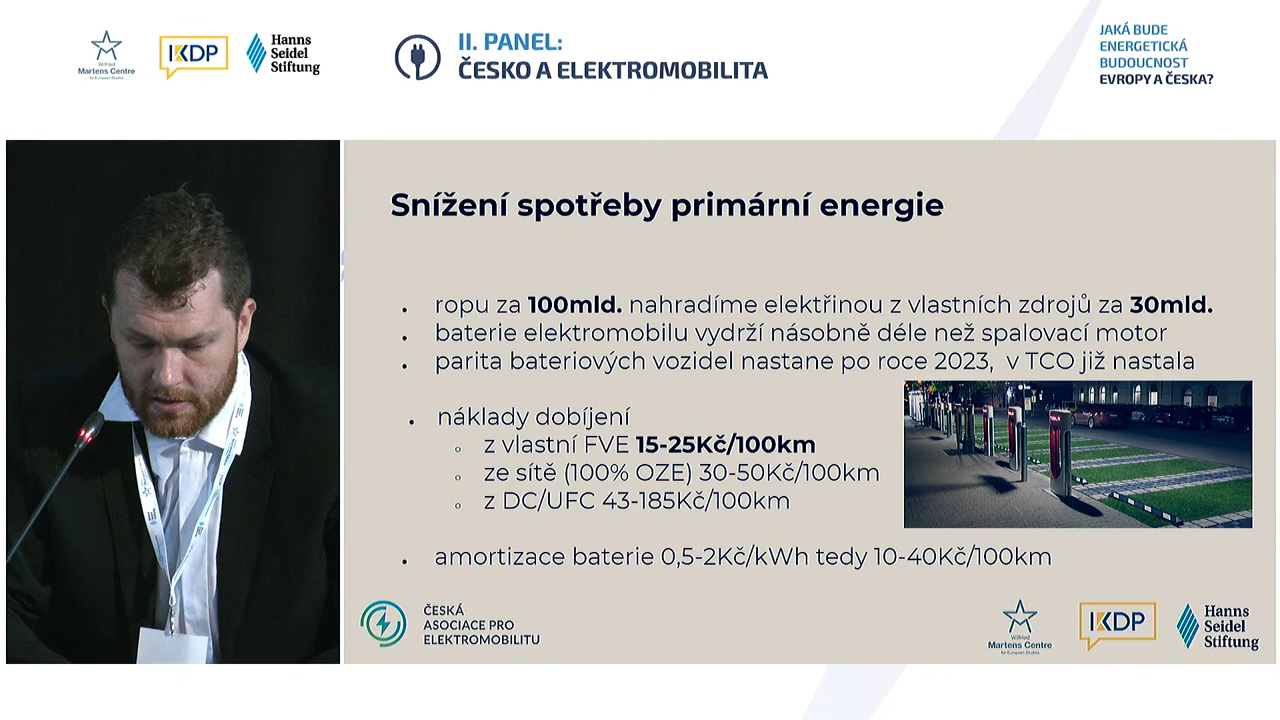 Wilfried
Martens Centre
for European Studies
IKDP
Hanns
Seidel
Stiftung
II. PANEL:
ČESKO A ELEKTROMOBILITA
JAKÁ BUDE
ENERGETICKÁ
BUDOUCNOST
EVROPY A ČESKA?
Snížení spotřeby primární energie
ropu za 100mld. nahradíme elektřinou z vlastních zdrojů za 30mld.
baterie elektromobilu vydrží násobně déle než spalovací motor
parita bateriových vozidel nastane po roce 2023, v TCO již nastala
náklady dobíjení
z vlastní FVE 15-25Kč/100km
ze sítě (100% OZE) 30-50Kč/100km
z DC/UFC 43-185Kč/100km
amortizace baterie 0,5-2Kč/kWh tedy 10-40Kč/100km
ČESKÁ
ASOCIACE PRO
ELEKTROMOBILITU
Wilfried
Martens Centre
for European Studies
IKDP
Hanns
Seidel
Stiftung